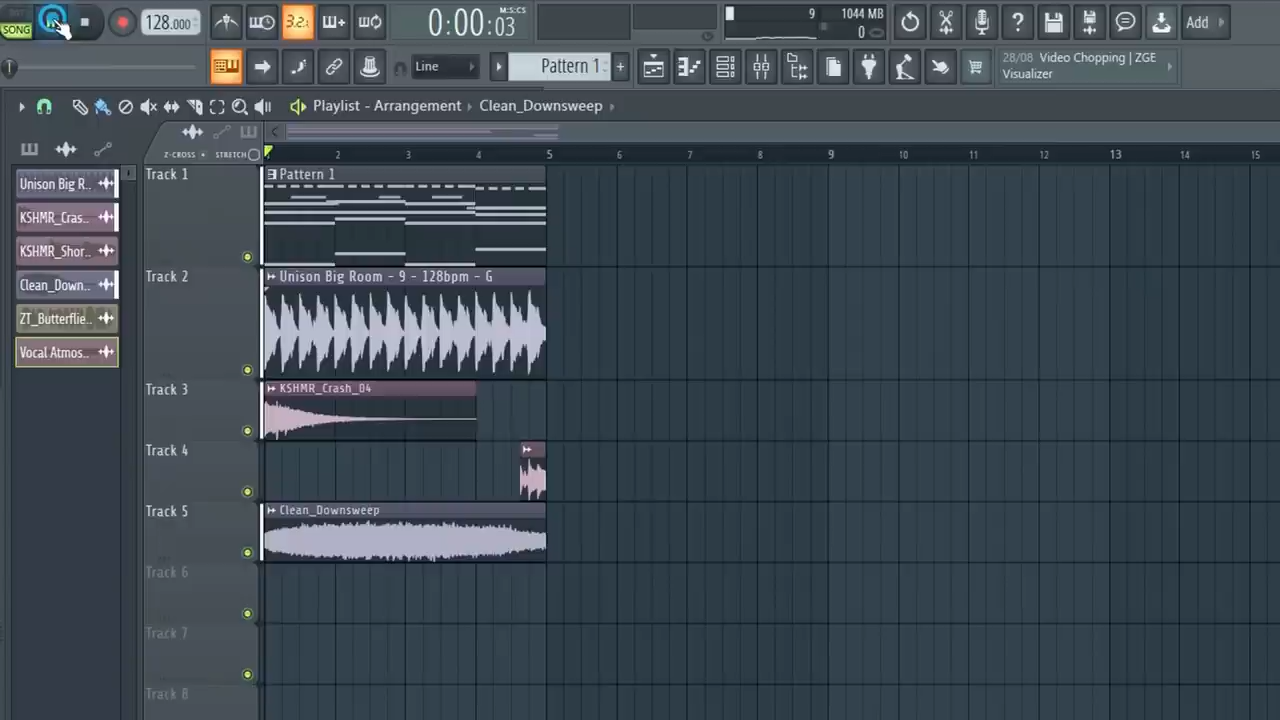 SONG
128.000
3.2.
0:00:03
M:S:CS
9
1044 MB
0
Add
Line
Pattern 1
28/08 Video Chopping | ZGE
Visualizer
Playlist - Arrangement
Clean_Downsweep
Z-CROSS
STRETCH
2
3
4
5
6
7
8
9
10
11
12
13
14
15
Unison Big R..
KSHMR_Cras..
KSHMR_Shor..
Clean_Down..
ZT_Butterflie..
Vocal Atmos..
Track 1
Pattern 1
Track 2
Unison Big Room - 9 - 128bpm - G
Track 3
KSHMR_Crash_04
Track 4
Track 5
Clean_Downsweep
Track 6
Track 7
Track 8